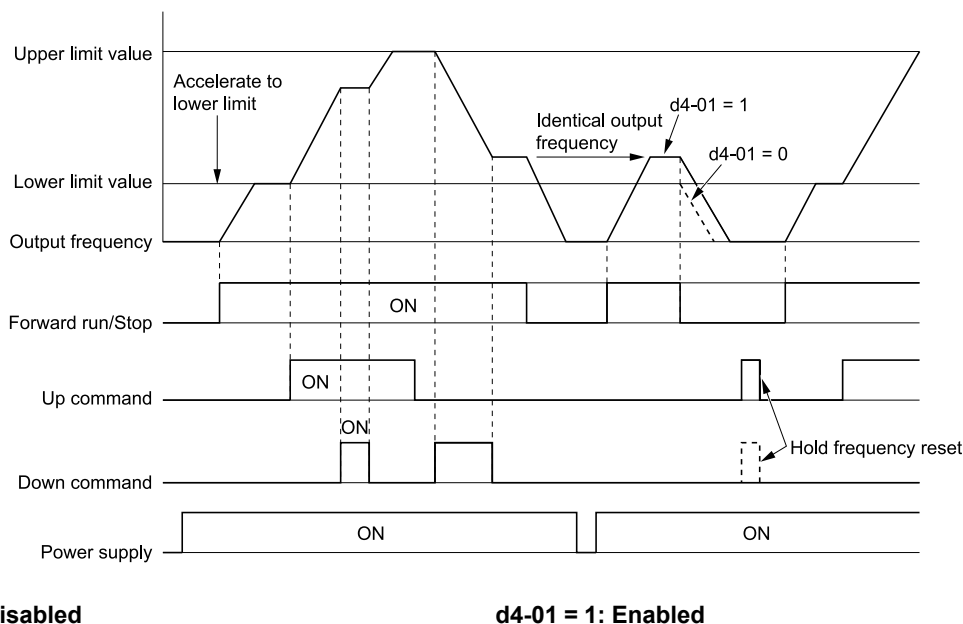 Upper limit value
Accelerate to
lower limit
d4-01 = 1
Identical output
frequency
d4-01 = 0
Lower limit value
Output frequency
ON
Forward run/Stop
ON
Up command
ON
Hold frequency reset
Down command
ON
ON
Power supply
isabled
d4-01 = 1: Enabled